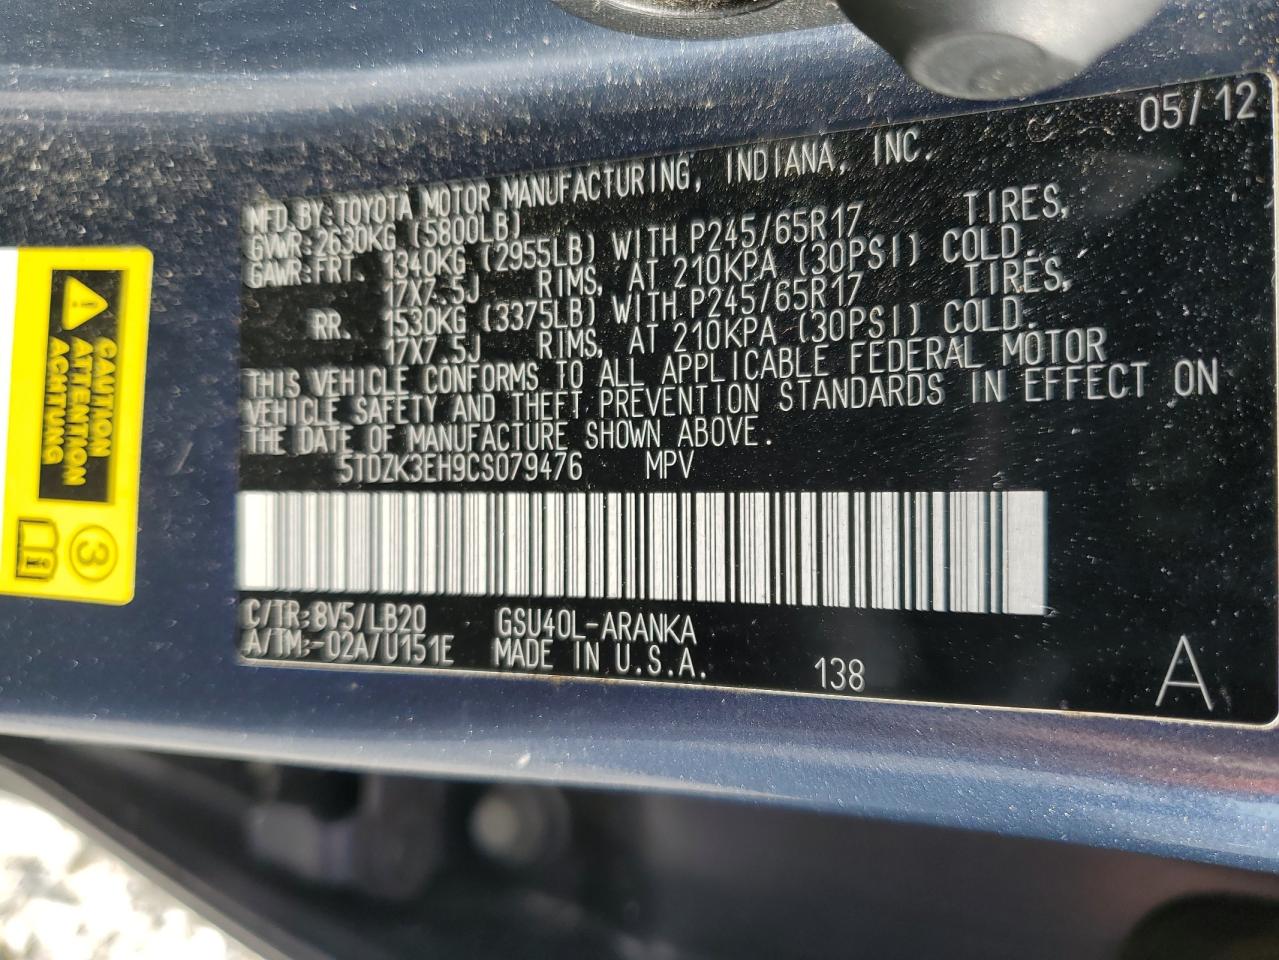 05/12
MFD.BY:TOYOTA MOTOR MANUFACTURING, INDIANA, INC.
GVWR:2630KG (5800LB)
GAWR:FRT. 1340KG (2955LB) WITH P245/65R17 TIRES,
17X7.5J RIMS, AT 210KPA (30PSI) COLD.
RR. 1530KG (3375LB) WITH P245/65R17 TIRES,
17X7.5J RIMS, AT 210KPA (30PSI) COLD.
THIS VEHICLE CONFORMS TO ALL APPLICABLE FEDERAL MOTOR
VEHICLE SAFETY AND THEFT PREVENTION STANDARDS IN EFFECT ON
THE DATE OF MANUFACTURE SHOWN ABOVE.
5TDZK3EH9CS079476 MPV
C/TR:8V5/LB20 GSU40L-ARANKA
A/TM:-02A/U151E MADE IN U.S.A. 138 A
CAUTION
ATTENTION
ACHTUNG
3